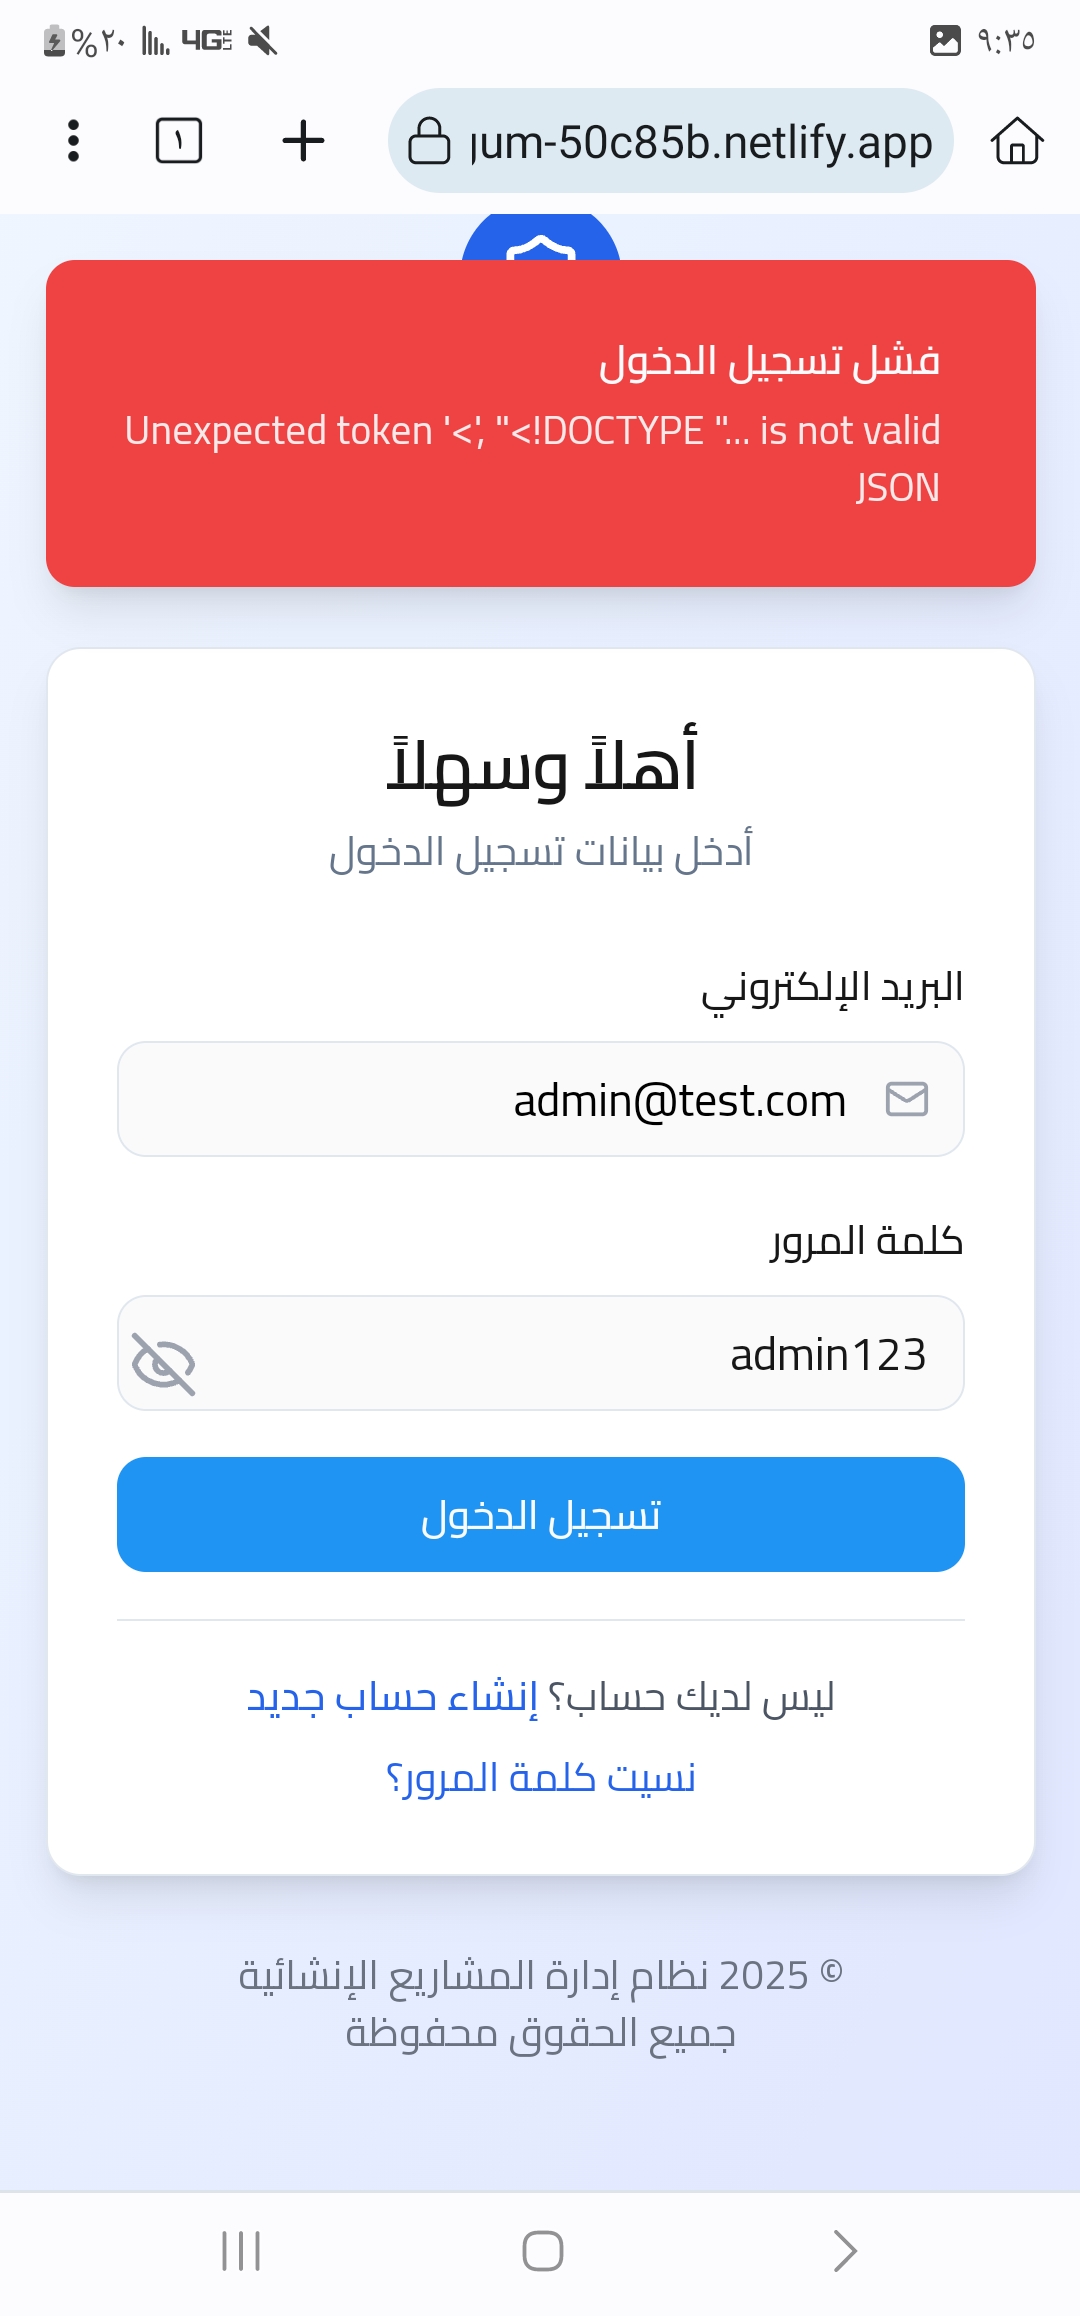 ٩:٣٥
4G LTE
%٢٠
um-50c85b.netlify.app
١
فشل تسجيل الدخول
Unexpected token '<', "<!DOCTYPE "... is not valid
JSON
أهلاً وسهلاً
أدخل بيانات تسجيل الدخول
البريد الإلكتروني
admin@test.com
كلمة المرور
admin123
تسجيل الدخول
ليس لديك حساب؟ إنشاء حساب جديد
نسيت كلمة المرور؟
© 2025 نظام إدارة المشاريع الإنشائية
جميع الحقوق محفوظة